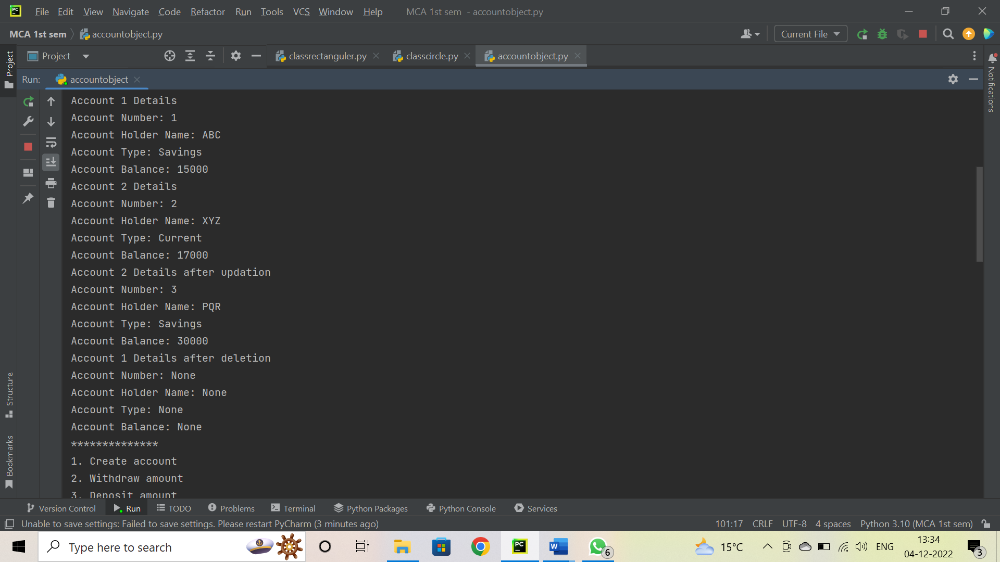 PC File Edit View Navigate Code Refactor Run Tools VCS Window Help MCA 1st sem - accountobject.py
MCA 1st sem accountobject.py Current File
Project classrectanguler.py classcircle.py accountobject.py
Project
Run: accountobject
Notifications
Account 1 Details
Account Number: 1
Account Holder Name: ABC
Account Type: Savings
Account Balance: 15000
Account 2 Details
Account Number: 2
Account Holder Name: XYZ
Account Type: Current
Account Balance: 17000
Account 2 Details after updation
Account Number: 3
Account Holder Name: PQR
Account Type: Savings
Account Balance: 30000
Account 1 Details after deletion
Account Number: None
Account Holder Name: None
Account Type: None
Account Balance: None
**************
1. Create account
2. Withdraw amount
3. Deposit amount
Structure
Bookmarks
Version Control Run TODO Problems Terminal Python Packages Python Console Services
Unable to save settings: Failed to save settings. Please restart PyCharm (3 minutes ago) 101:17 CRLF UTF-8 4 spaces Python 3.10 (MCA 1st sem)
Type here to search PC W 6 15°C ENG 13:34
04-12-2022 3